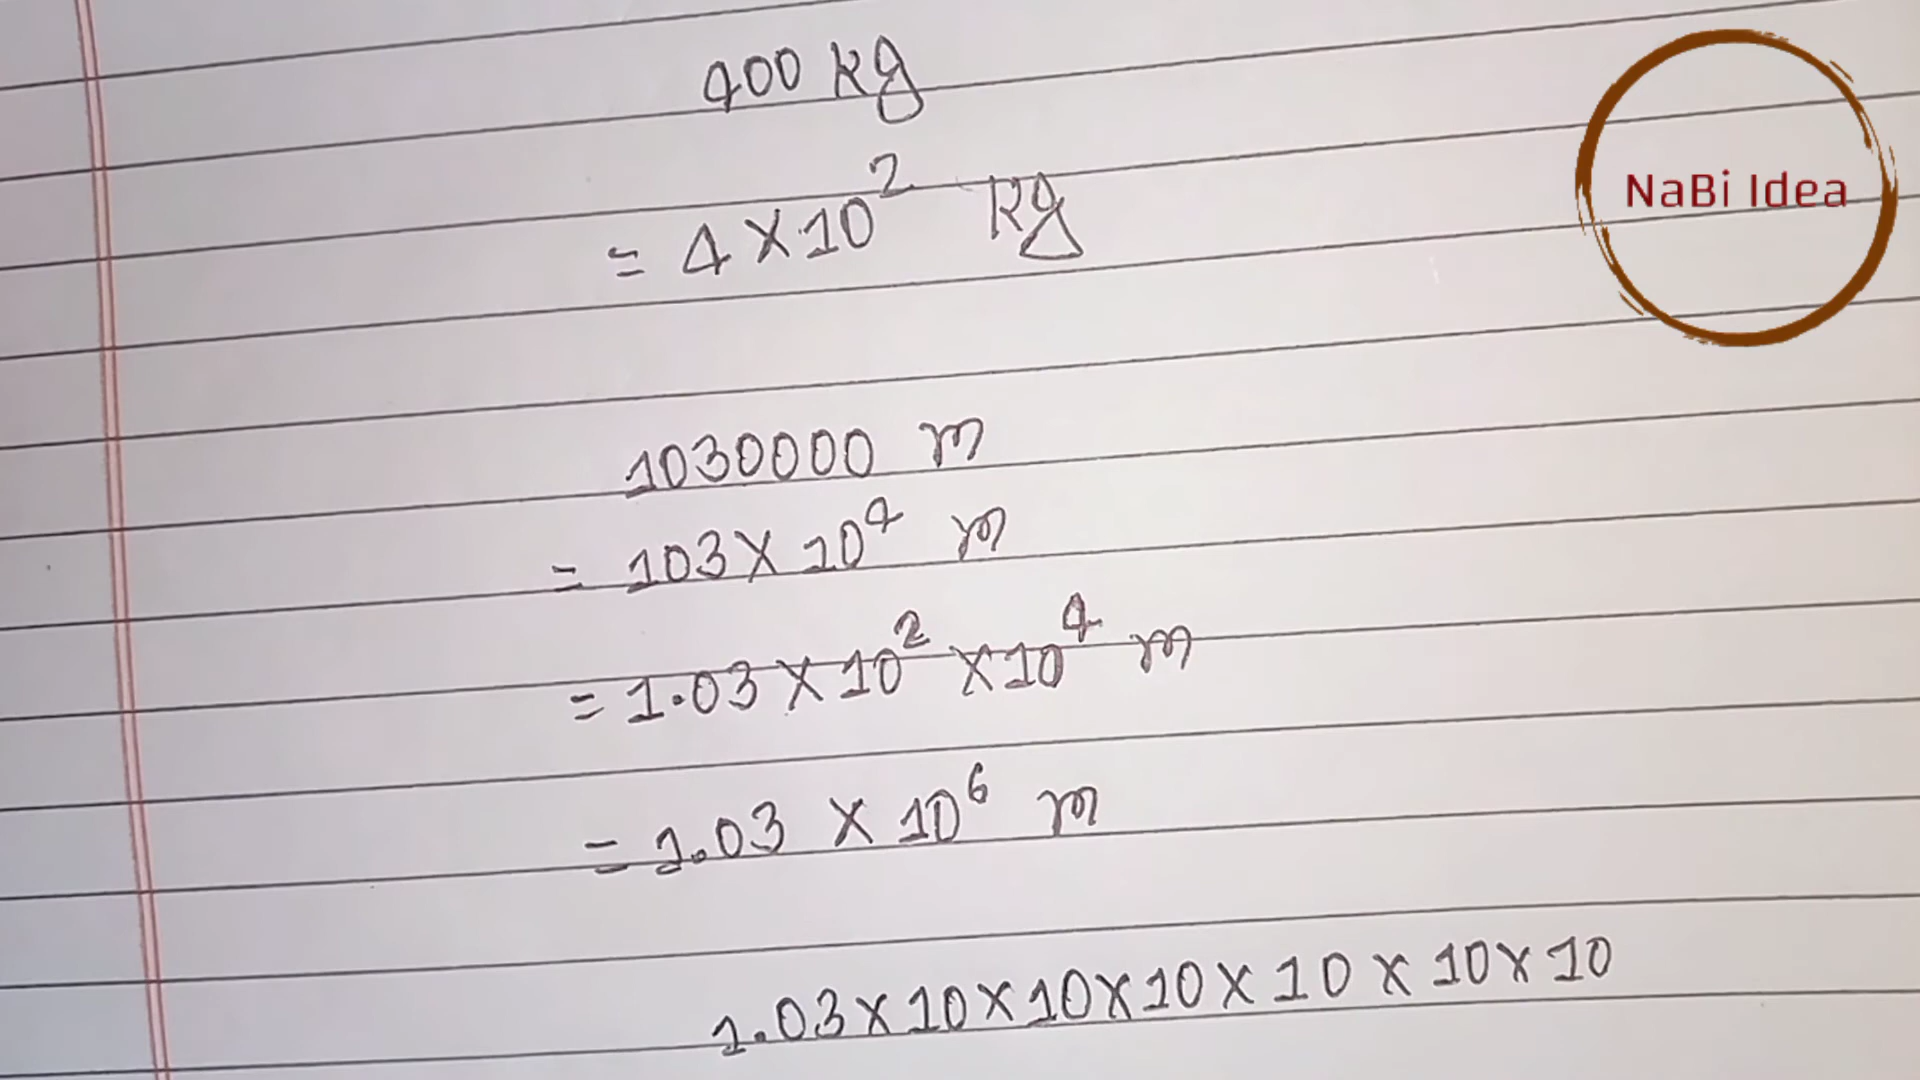 400 kg
= 4 × 10² kg
NaBi Idea
1030000 m
= 103 × 10⁴ m
= 1.03 × 10² × 10⁴ m
= 1.03 × 10⁶ m
1.03 × 10 × 10 × 10 × 10 × 10 × 10